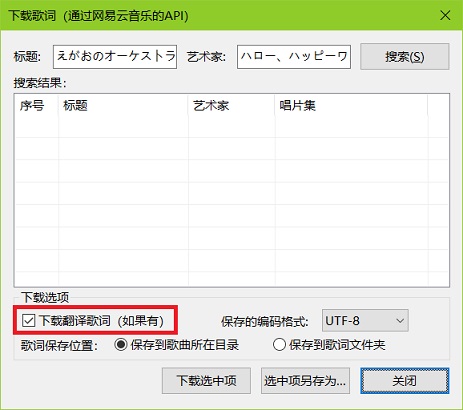 下载歌词（通过网易云音乐的API）
标题: えがおのオーケストラ 艺术家: ハロー、ハッピーワ 搜索(S)
搜索结果:
序号 标题 艺术家 唱片集
下载选项
下载翻译歌词（如果有） 保存的编码格式: UTF-8
歌词保存位置: 保存到歌曲所在目录 保存到歌词文件夹
下载选中项 选中项另存为... 关闭